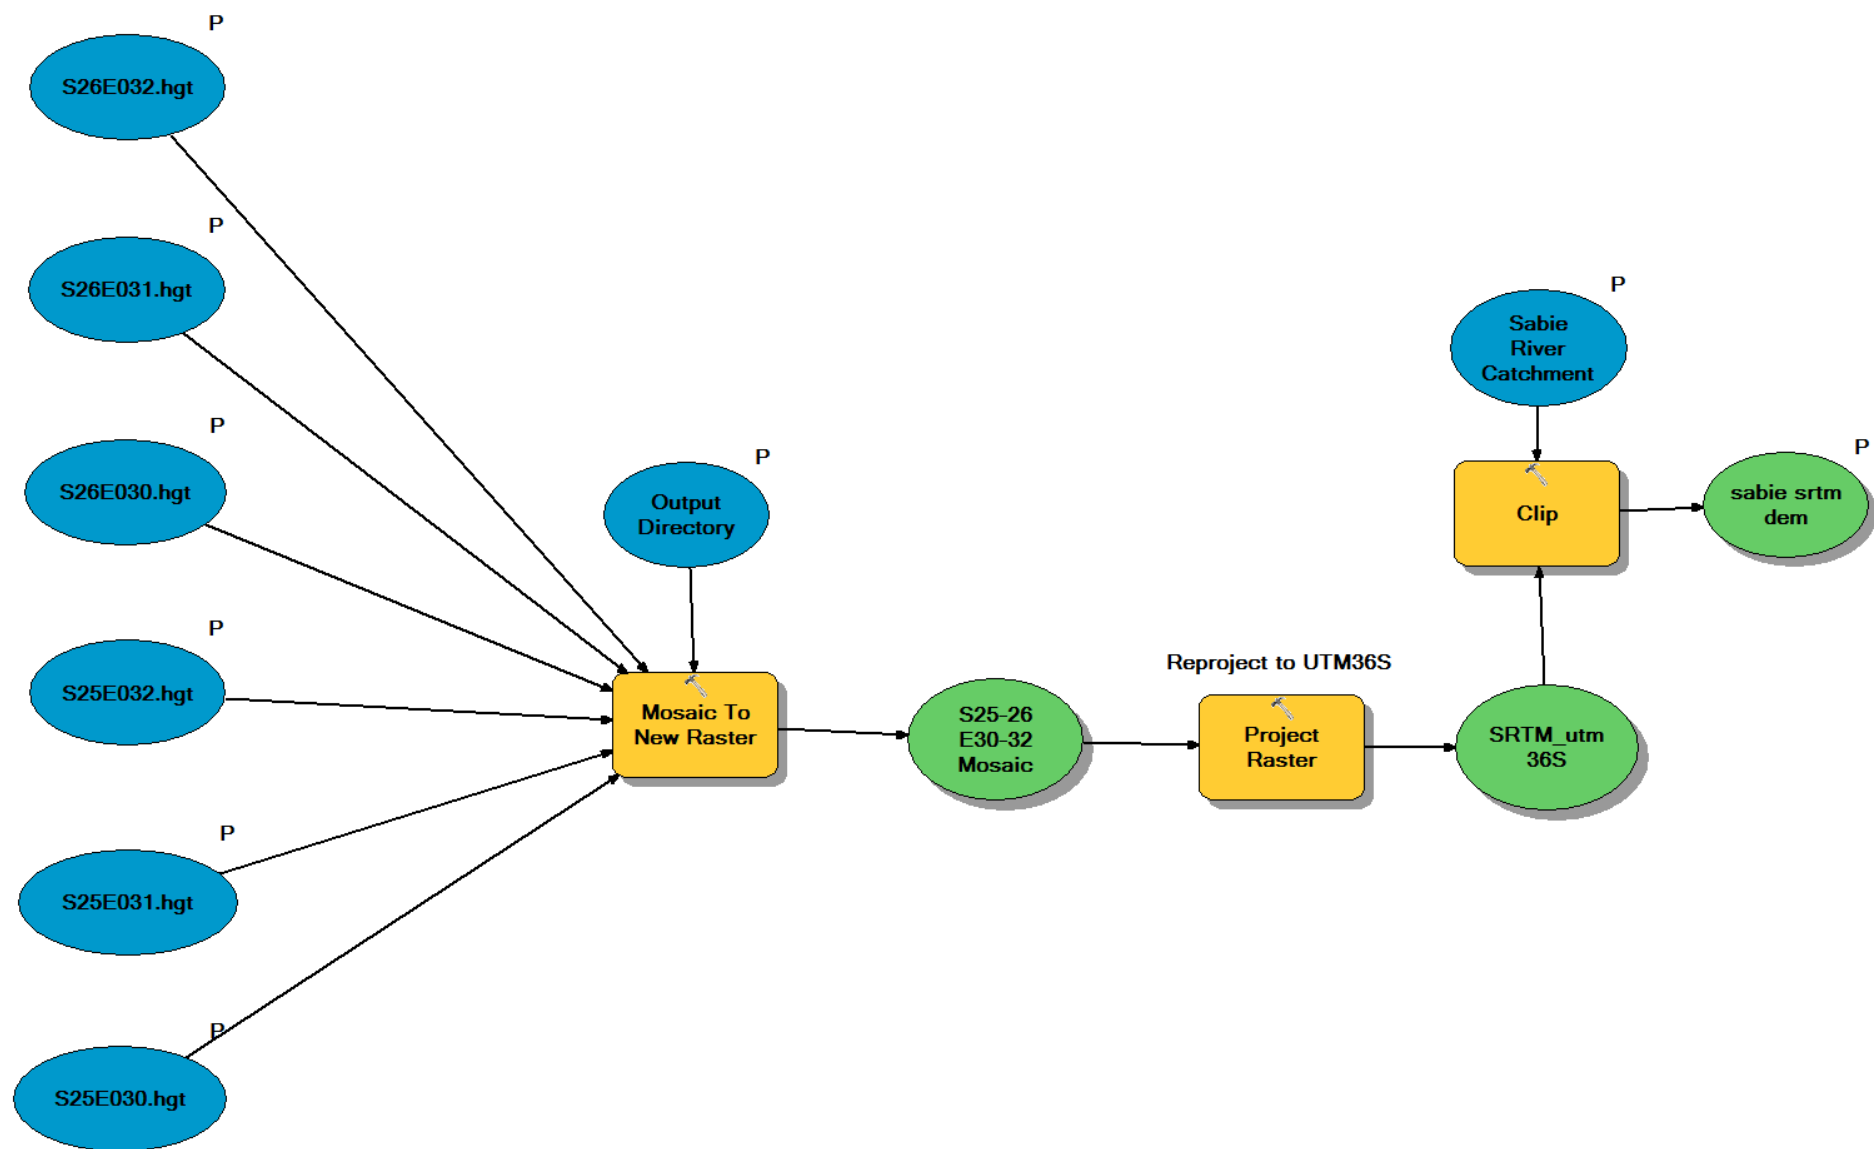 P
S26E032.hgt
P
S26E031.hgt
P
S26E030.hgt
P
S25E032.hgt
P
S25E031.hgt
P
S25E030.hgt
P
Output
Directory
Mosaic To
New Raster
S25-26
E30-32
Mosaic
Reproject to UTM36S
Project
Raster
SRTM_utm
36S
P
Sabie
River
Catchment
Clip
P
sabie srtm
dem